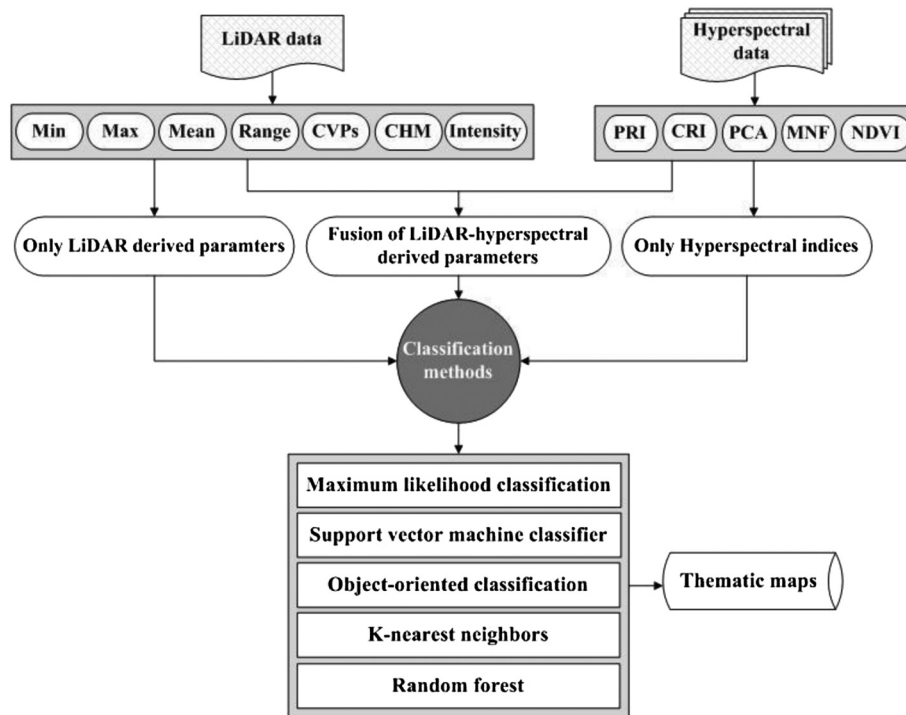 LiDAR data
Hyperspectral
data
Min Max Mean Range CVPs CHM Intensity
PRI CRI PCA MNF NDVI
Only LiDAR derived paramters
Fusion of LiDAR-hyperspectral
derived parameters
Only Hyperspectral indices
Classification
methods
Maximum likelihood classification
Support vector machine classifier
Object-oriented classification
K-nearest neighbors
Random forest
Thematic maps